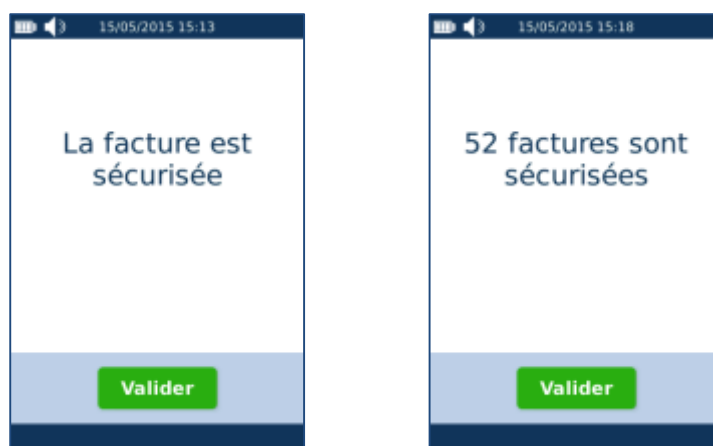 15/05/2015 15:13
La facture est
sécurisée
Valider
15/05/2015 15:18
52 factures sont
sécurisées
Valider